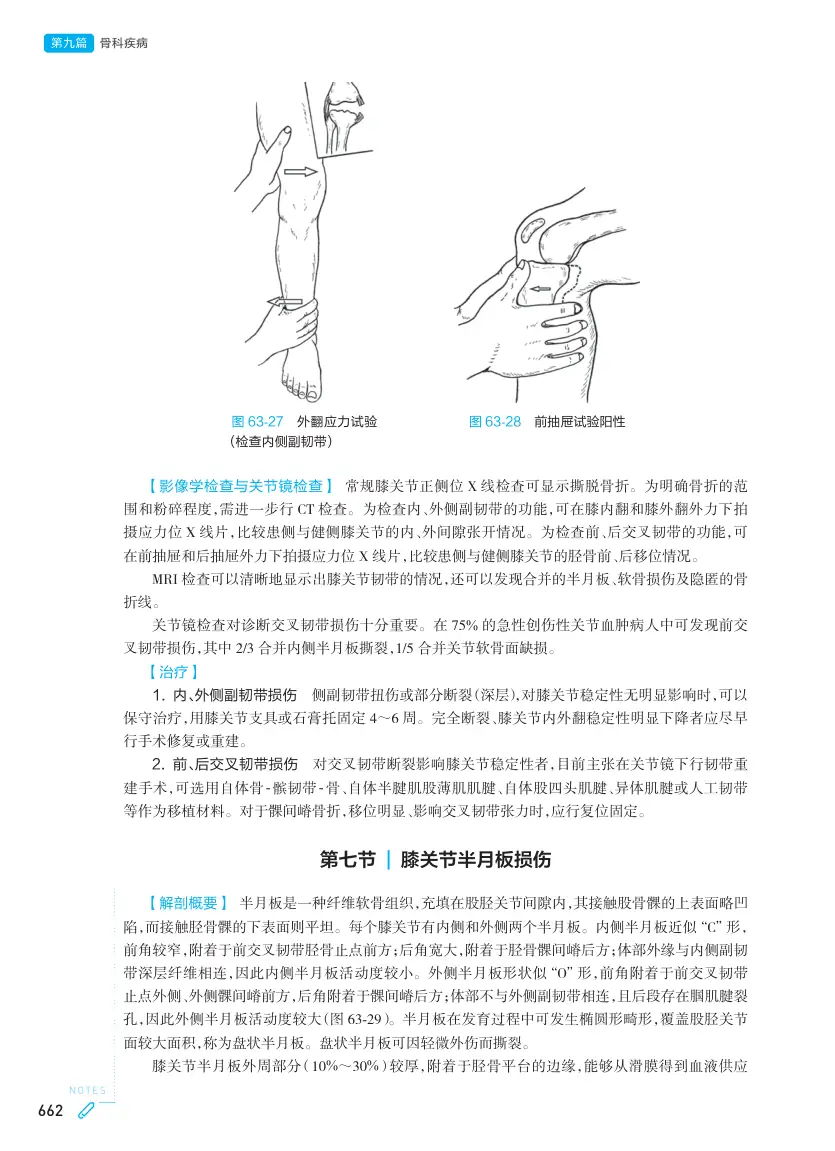 第九篇 骨科疾病
图 63-27 外翻应力试验
（检查内侧副韧带）
图 63-28 前抽屉试验阳性
【影像学检查与关节镜检查】 常规膝关节正侧位 X 线检查可显示撕脱骨折。为明确骨折的范
围和粉碎程度，需进一步行 CT 检查。为检查内、外侧副韧带的功能，可在膝内翻和膝外翻外力下拍
摄应力位 X 线片，比较患侧与健侧膝关节的内、外间隙张开情况。为检查前、后交叉韧带的功能，可
在前抽屉和后抽屉外力下拍摄应力位 X 线片，比较患侧与健侧膝关节的胫骨前、后移位情况。
MRI 检查可以清晰地显示出膝关节韧带的情况，还可以发现合并的半月板、软骨损伤及隐匿的骨
折线。
关节镜检查对诊断交叉韧带损伤十分重要。在 75% 的急性创伤性关节血肿病人中可发现前交
叉韧带损伤，其中 2/3 合并内侧半月板撕裂，1/5 合并关节软骨面缺损。
【治疗】
1. 内、外侧副韧带损伤 侧副韧带扭伤或部分断裂（深层），对膝关节稳定性无明显影响时，可以
保守治疗，用膝关节支具或石膏托固定 4～6 周。完全断裂、膝关节内外翻稳定性明显下降者应尽早
行手术修复或重建。
2. 前、后交叉韧带损伤 对交叉韧带断裂影响膝关节稳定性者，目前主张在关节镜下行韧带重
建手术，可选用自体骨-髌韧带-骨、自体半腱肌股薄肌肌腱、自体股四头肌腱、异体肌腱或人工韧带
等作为移植材料。对于髁间嵴骨折，移位明显、影响交叉韧带张力时，应行复位固定。
第七节 | 膝关节半月板损伤
【解剖概要】 半月板是一种纤维软骨组织，充填在股胫关节间隙内，其接触股骨髁的上表面略凹
陷，而接触胫骨髁的下表面则平坦。每个膝关节有内侧和外侧两个半月板。内侧半月板近似 “C” 形，
前角较窄，附着于前交叉韧带胫骨止点前方；后角宽大，附着于胫骨髁间嵴后方；体部外缘与内侧副韧
带深层纤维相连，因此内侧半月板活动度较小。外侧半月板形状似 “O” 形，前角附着于前交叉韧带
止点外侧、外侧髁间嵴前方，后角附着于髁间嵴后方；体部不与外侧副韧带相连，且后段存在腘肌腱裂
孔，因此外侧半月板活动度较大（图 63-29）。半月板在发育过程中可发生椭圆形畸形，覆盖股胫关节
面较大面积，称为盘状半月板。盘状半月板可因轻微外伤而撕裂。
膝关节半月板外周部分（10%～30%）较厚，附着于胫骨平台的边缘，能够从滑膜得到血液供应
NOTES
662